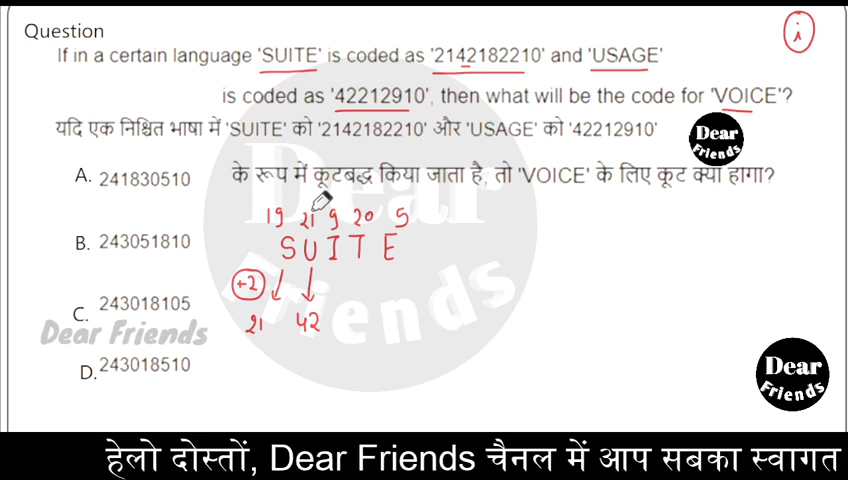 Question
If in a certain language 'SUITE' is coded as '2142182210' and 'USAGE'
is coded as '42212910', then what will be the code for 'VOICE'?
यदि एक निश्चित भाषा में 'SUITE' को '2142182210' और 'USAGE' को '42212910'
के रूप में कूटबद्ध किया जाता है, तो 'VOICE' के लिए कूट क्या होगा?
A. 241830510
B. 243051810
C. 243018105
D. 243018510
i
19 21 9 20 5
S U I T E
+2
21 42
Dear Friends
Dear Friends
Dear Friends
Dear Friends
हेलो दोस्तों, Dear Friends चैनल में आप सबका स्वागत